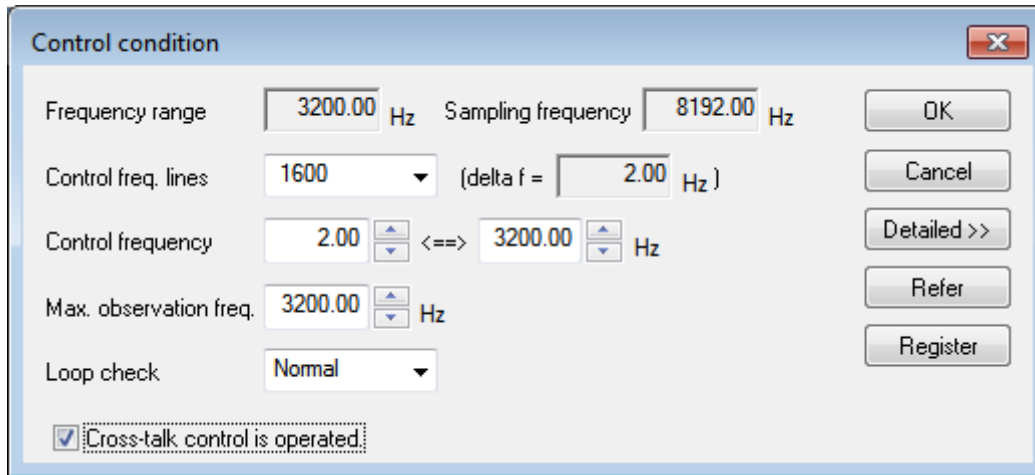 Control condition
Frequency range 3200.00 Hz Sampling frequency 8192.00 Hz OK
Control freq. lines 1600 (delta f = 2.00 Hz ) Cancel
Control frequency 2.00 <==> 3200.00 Hz Detailed >>
Max. observation freq. 3200.00 Hz Refer
Loop check Normal Register
Cross-talk control is operated.